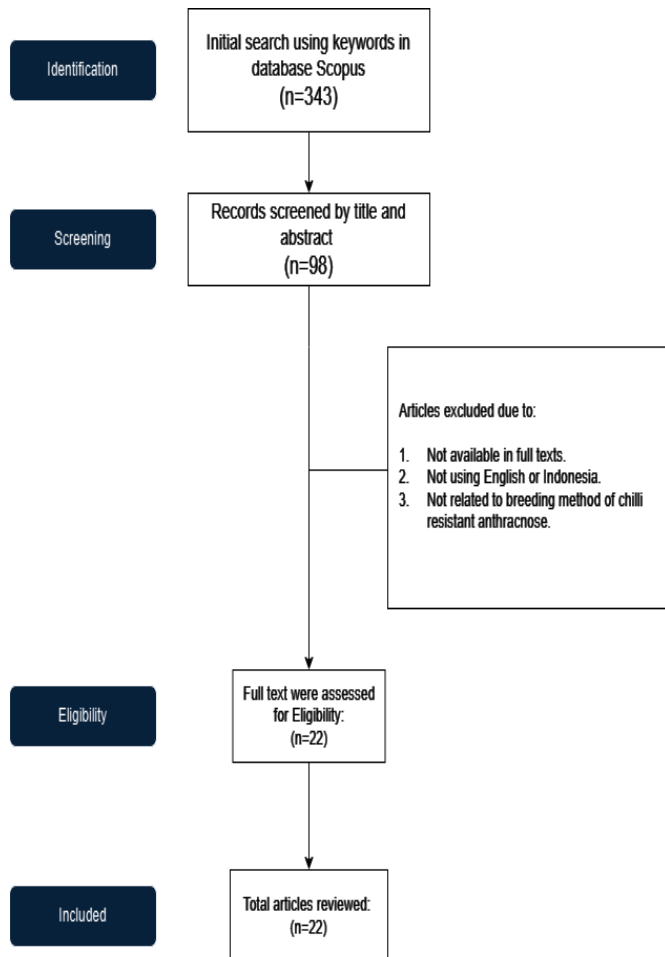 Identification
Initial search using keywords in
database Scopus
(n=343)
Screening
Records screened by title and
abstract
(n=98)
Articles excluded due to:
1. Not available in full texts.
2. Not using English or Indonesia.
3. Not related to breeding method of chilli
resistant anthracnose.
Eligibility
Full text were assessed
for Eligibility:
(n=22)
Included
Total articles reviewed:
(n=22)